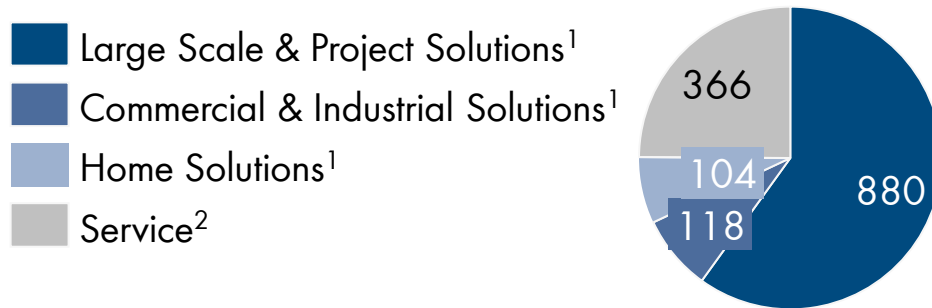 Large Scale & Project Solutions¹
Commercial & Industrial Solutions¹
Home Solutions¹
Service²
366
104
880
118